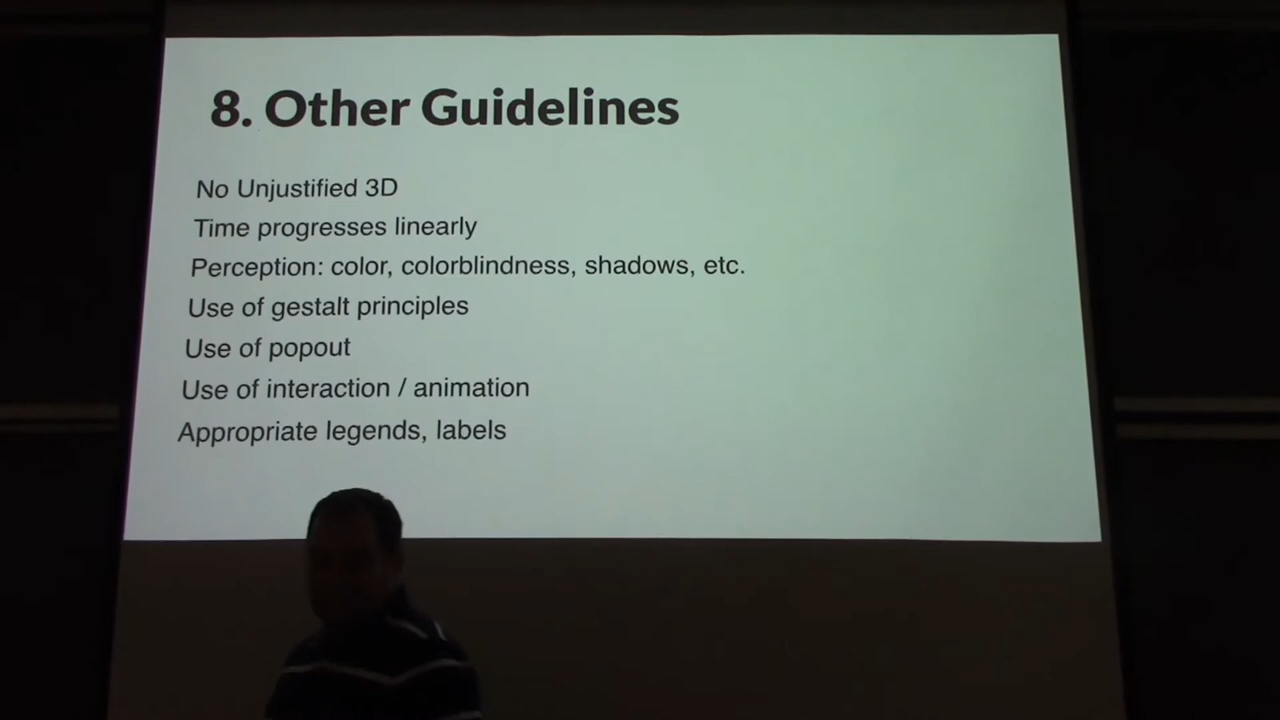 8. Other Guidelines
No Unjustified 3D
Time progresses linearly
Perception: color, colorblindness, shadows, etc.
Use of gestalt principles
Use of popout
Use of interaction / animation
Appropriate legends, labels